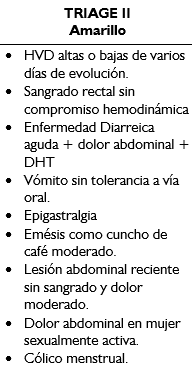 TRIAGE II
Amarillo
• HVD altas o bajas de varios
días de evolución.
• Sangrado rectal sin
compromiso hemodinámica
• Enfermedad Diarreica
aguda + dolor abdominal +
DHT
• Vómito sin tolerancia a vía
oral.
• Epigastralgia
• Emésis como cuncho de
café moderado.
• Lesión abdominal reciente
sin sangrado y dolor
moderado.
• Dolor abdominal en mujer
sexualmente activa.
• Cólico menstrual.